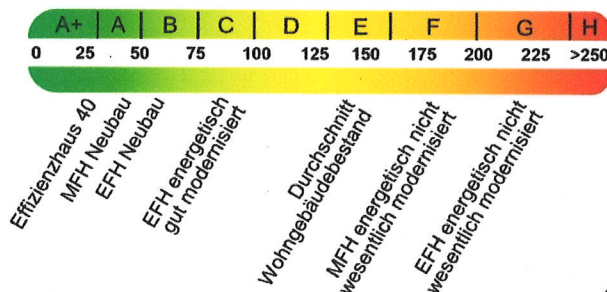 A+ A B C D E F G H
0 25 50 75 100 125 150 175 200 225 >250
Effizienzhaus 40
MFH Neubau
EFH Neubau
EFH energetisch
gut modernisiert
Durchschnitt
Wohngebäudebestand
MFH energetisch nicht
wesentlich modernisiert
EFH energetisch nicht
wesentlich modernisiert